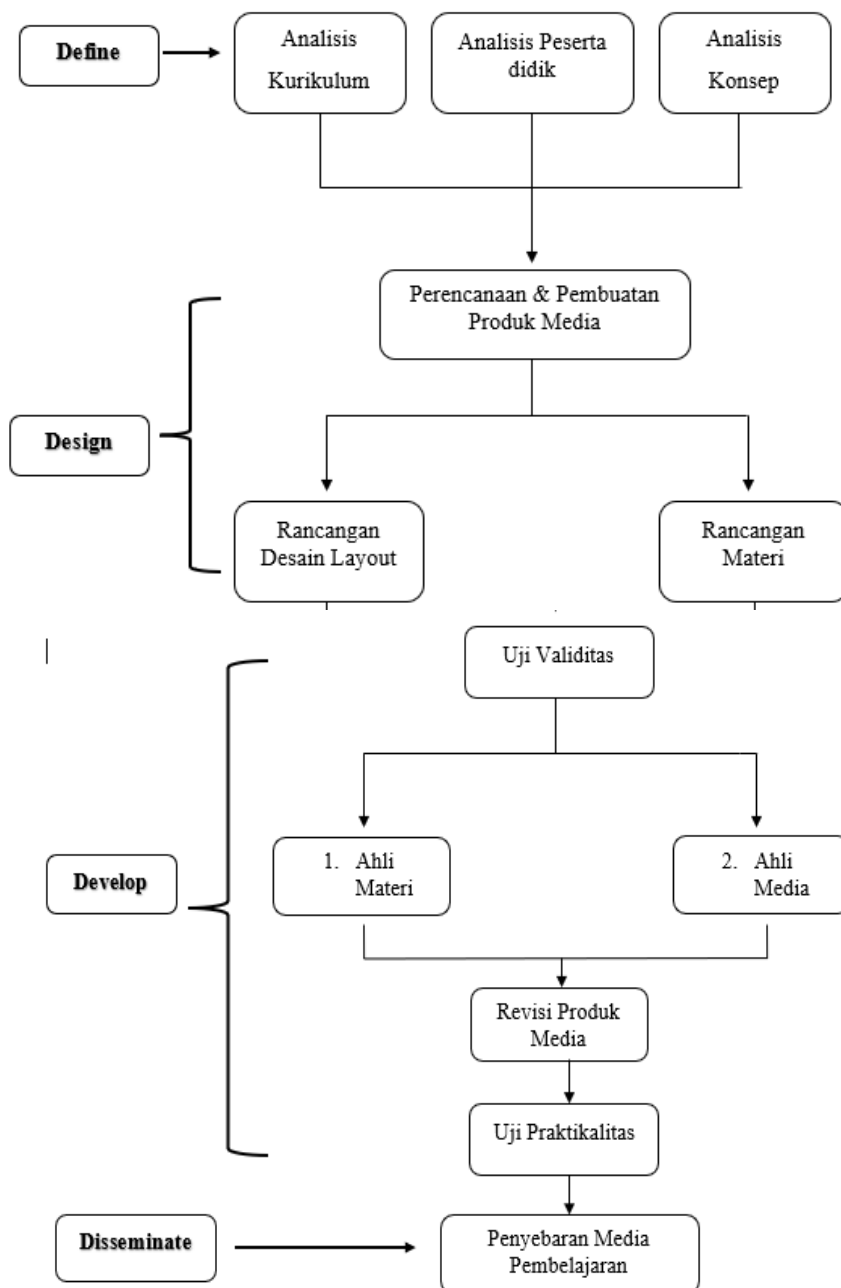 Define
Analisis
Kurikulum
Analisis Peserta
didik
Analisis
Konsep
Perencanaan & Pembuatan
Produk Media
Design
Rancangan
Desain Layout
Rancangan
Materi
Uji Validitas
Develop
1. Ahli
Materi
2. Ahli
Media
Revisi Produk
Media
Uji Praktikalitas
Disseminate
Penyebaran Media
Pembelajaran